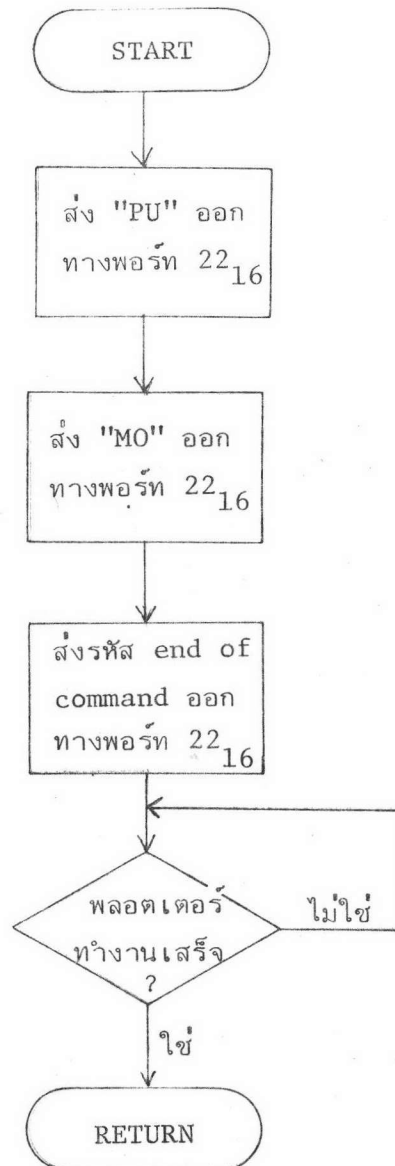 START
ส่ง "PU" ออก
ทางพอร์ท 22₁₆
ส่ง "MO" ออก
ทางพอร์ท 22₁₆
ส่งรหัส end of
command ออก
ทางพอร์ท 22₁₆
พลอตเตอร์
ทำงานเสร็จ
?
ไม่ใช่
ใช่
RETURN